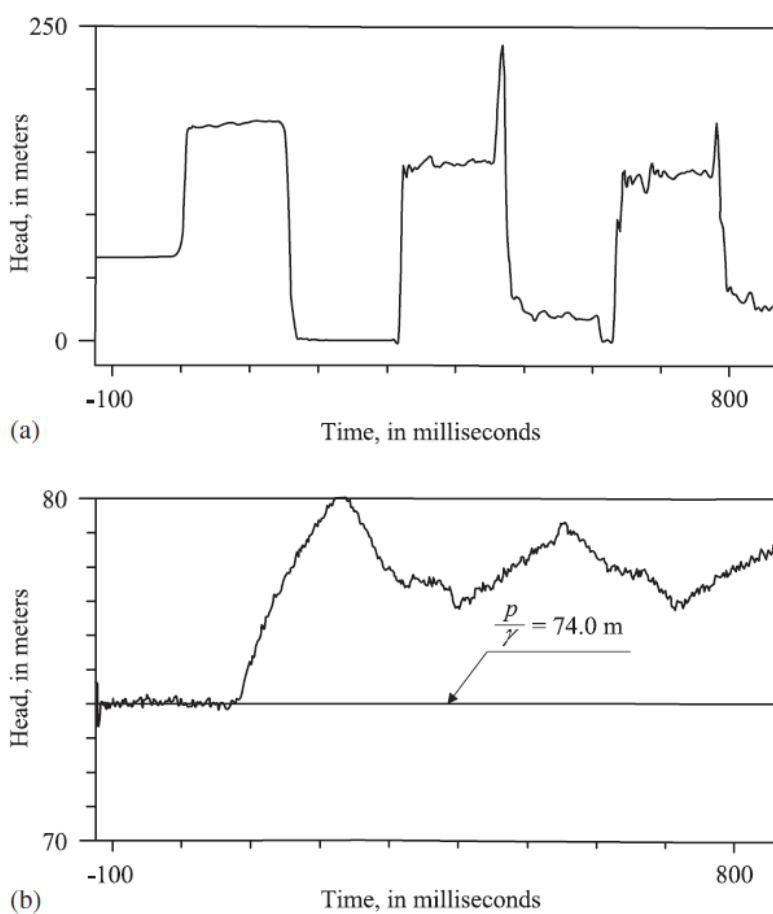 250
Head, in meters
0
-100 800
(a)
Time, in milliseconds
80
p/γ = 74.0 m
Head, in meters
70
-100 800
(b)
Time, in milliseconds